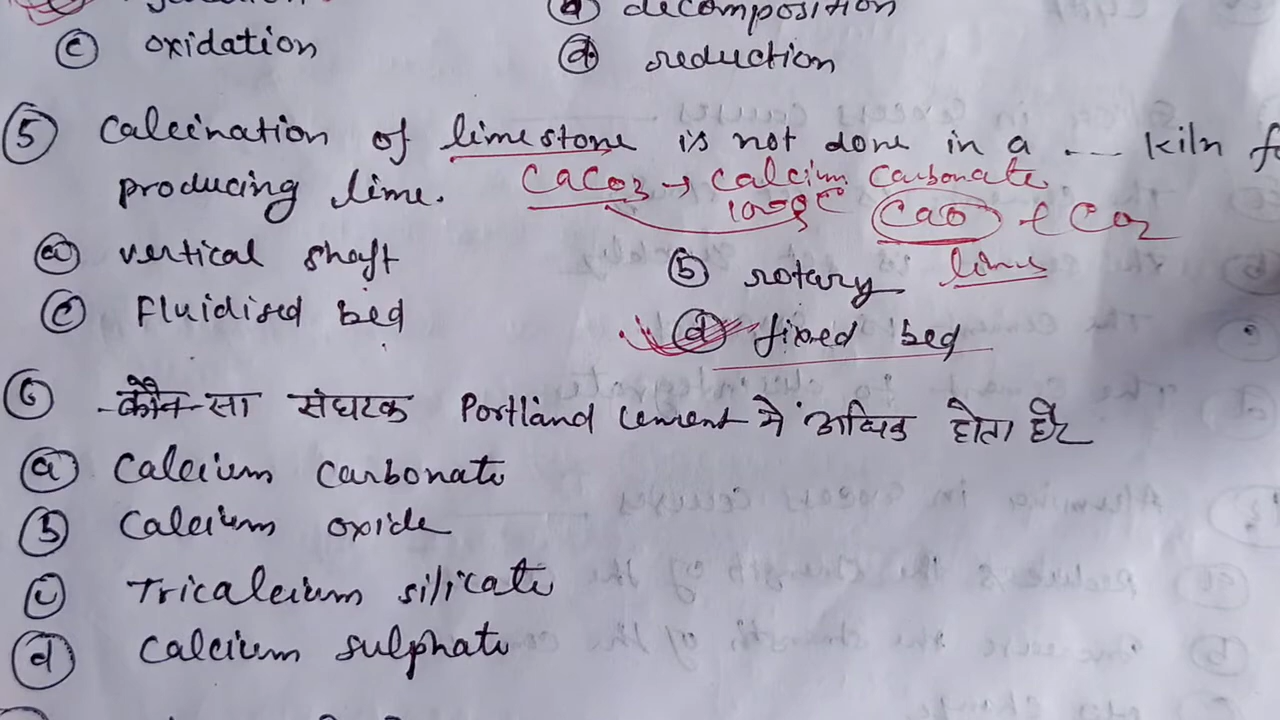 ⓒ oxidation ⓓ reduction
decomposition
⑤ Calcination of limestone is not done in a ---- kiln
producing lime. CaCO3 → Calcium Carbonate
CaO + CO2
ⓐ vertical shaft ⓑ rotary lime
ⓒ Fluidised bed ⓓ fixed bed
⑥ कौन-सा संघटक Portland cement में अधिक होता है
ⓐ Calcium carbonate
ⓑ Calcium oxide
ⓒ Tricalcium silicate
ⓓ Calcium sulphate